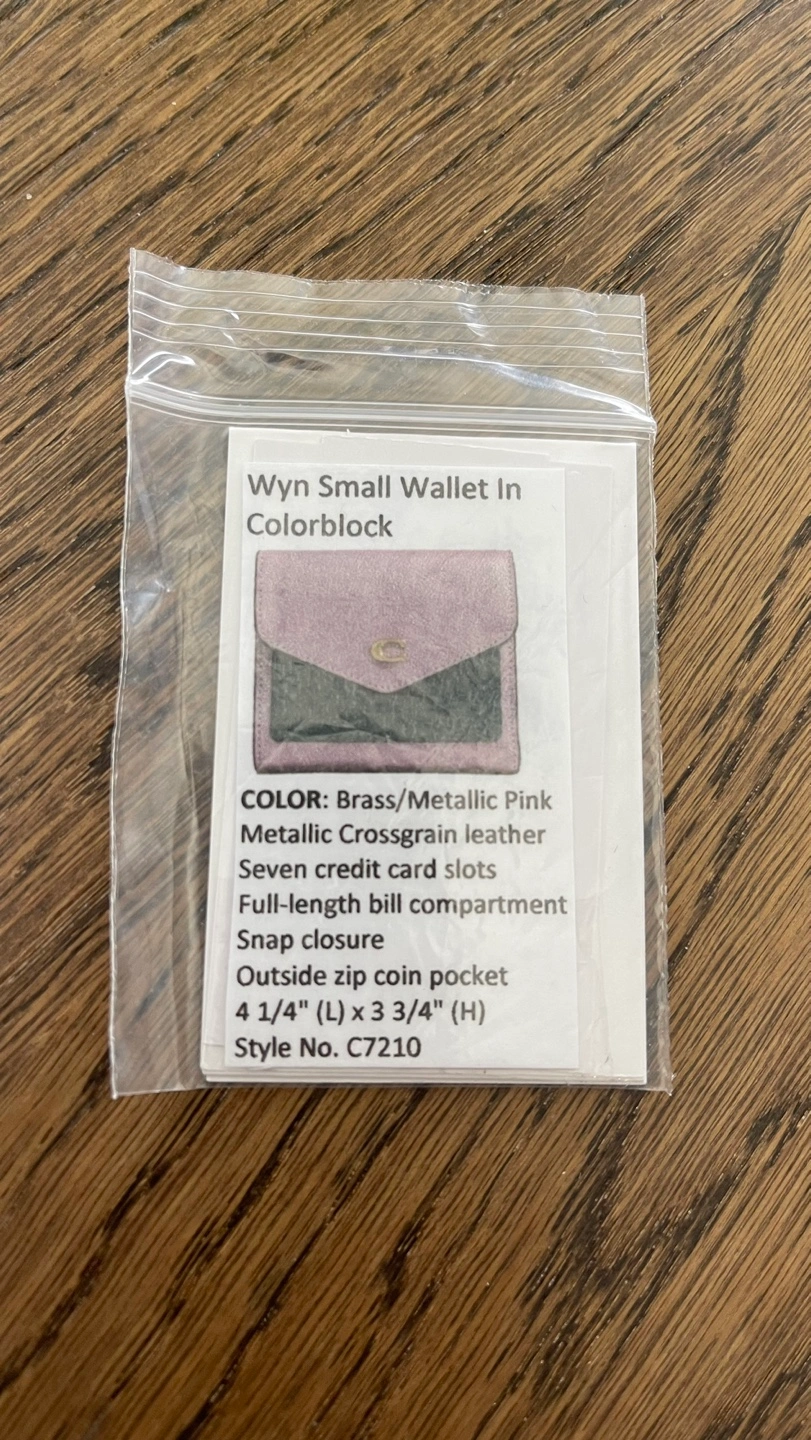 Wyn Small Wallet In
Colorblock
COLOR: Brass/Metallic Pink
Metallic Crossgrain leather
Seven credit card slots
Full-length bill compartment
Snap closure
Outside zip coin pocket
4 1/4" (L) x 3 3/4" (H)
Style No. C7210